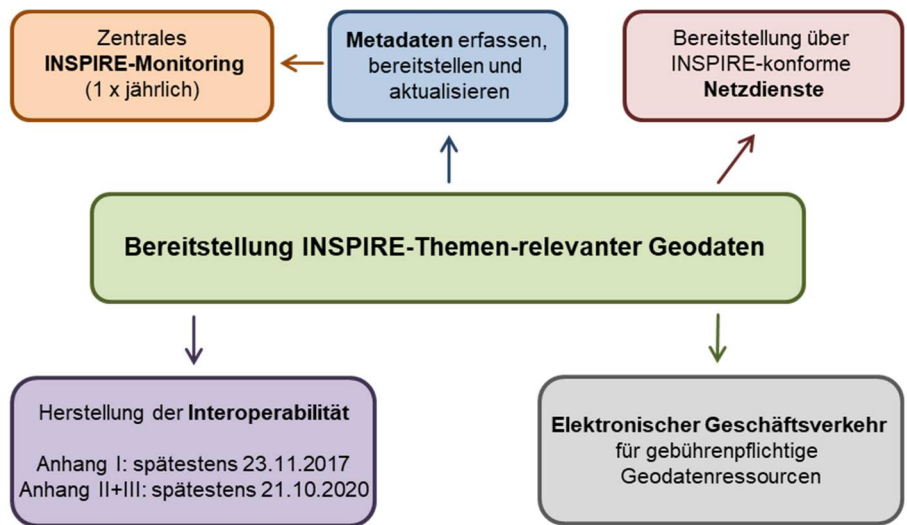 Zentrales
INSPIRE-Monitoring
(1 x jährlich)
Metadaten erfassen,
bereitstellen und
aktualisieren
Bereitstellung über
INSPIRE-konforme
Netzdienste
Bereitstellung INSPIRE-Themen-relevanter Geodaten
Herstellung der Interoperabilität
Anhang I: spätestens 23.11.2017
Anhang II+III: spätestens 21.10.2020
Elektronischer Geschäftsverkehr
für gebührenpflichtige
Geodatenressourcen